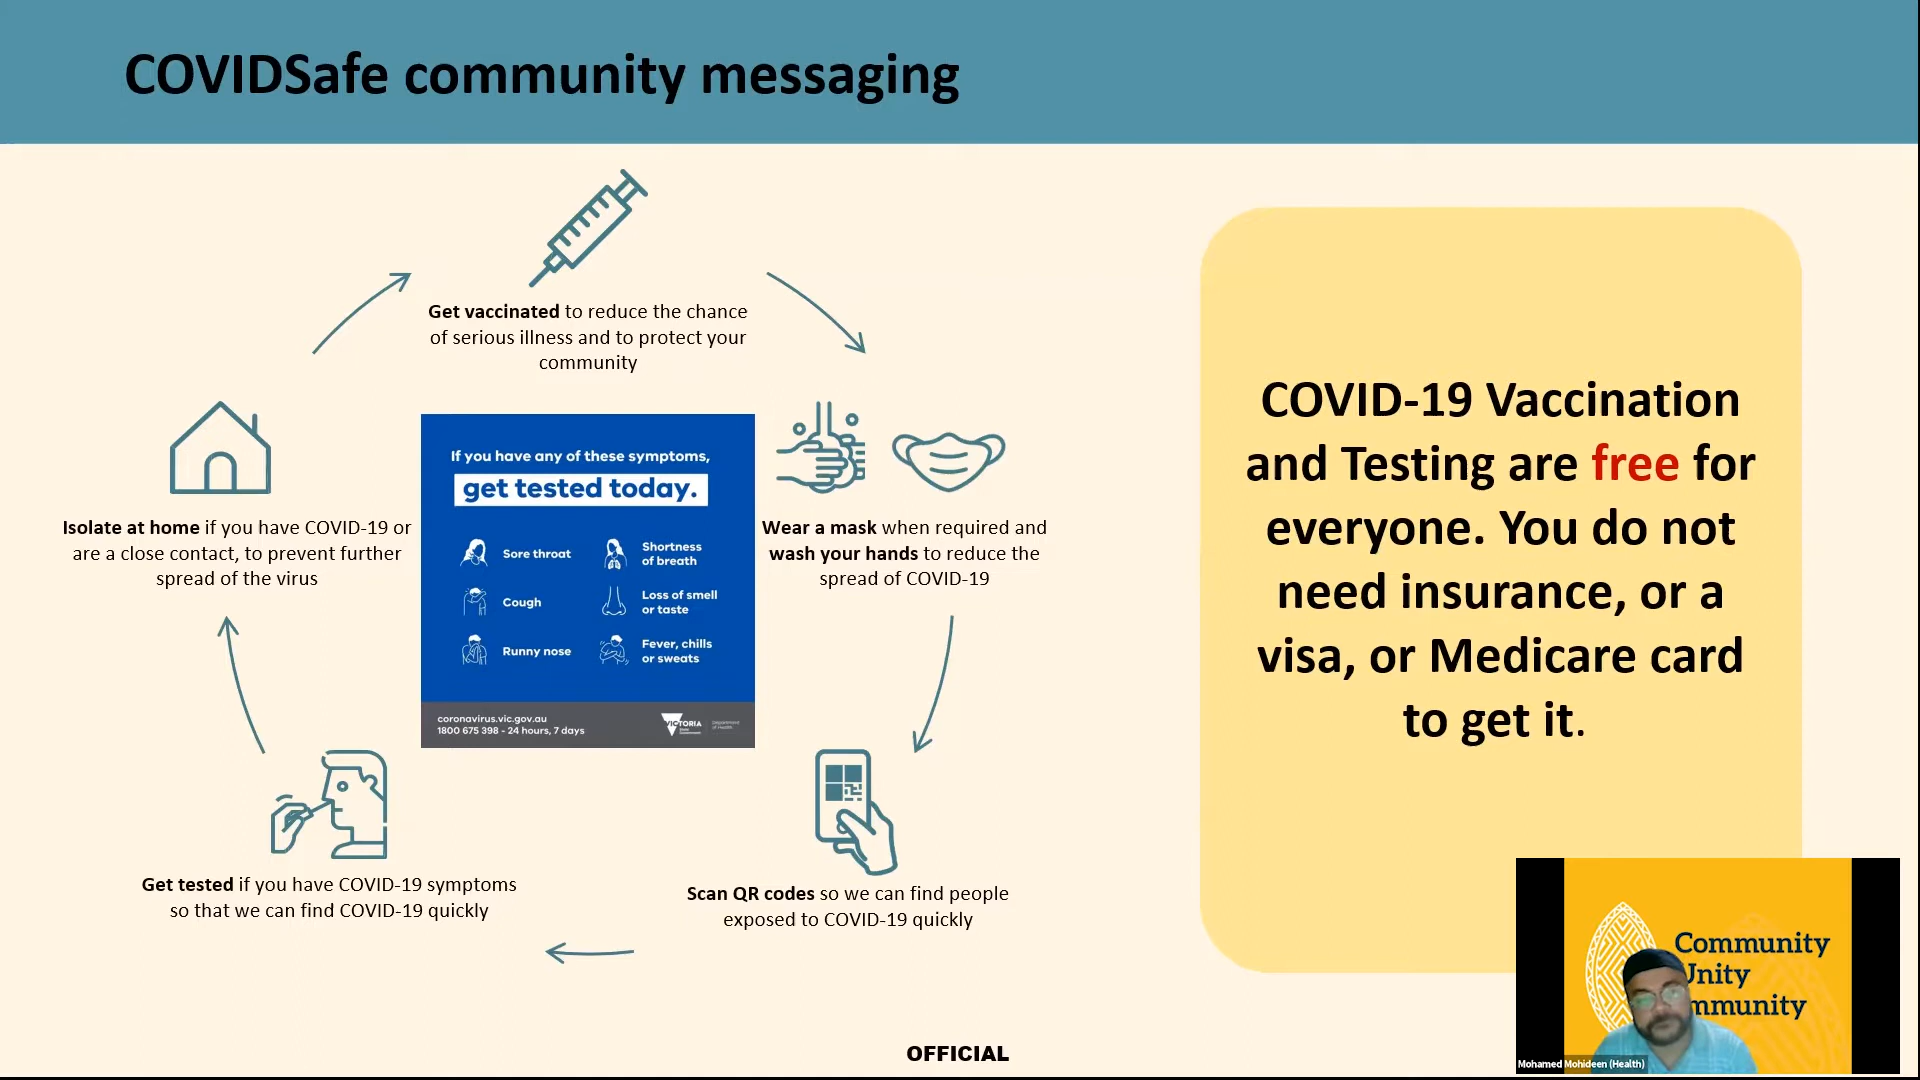 COVIDSafe community messaging
Get vaccinated to reduce the chance
of serious illness and to protect your
community
Isolate at home if you have COVID-19 or
are a close contact, to prevent further
spread of the virus
If you have any of these symptoms,
get tested today.
Sore throat
Shortness
of breath
Cough
Loss of smell
or taste
Runny nose
Fever, chills
or sweats
coronavirus.vic.gov.au
1800 675 398 - 24 hours, 7 days
VICTORIA
State
Government
Department
of Health
Wear a mask when required and
wash your hands to reduce the
spread of COVID-19
Get tested if you have COVID-19 symptoms
so that we can find COVID-19 quickly
Scan QR codes so we can find people
exposed to COVID-19 quickly
COVID-19 Vaccination
and Testing are free for
everyone. You do not
need insurance, or a
visa, or Medicare card
to get it.
Community
Unity
mmunity
Mohamed Mohideen (Health)
OFFICIAL